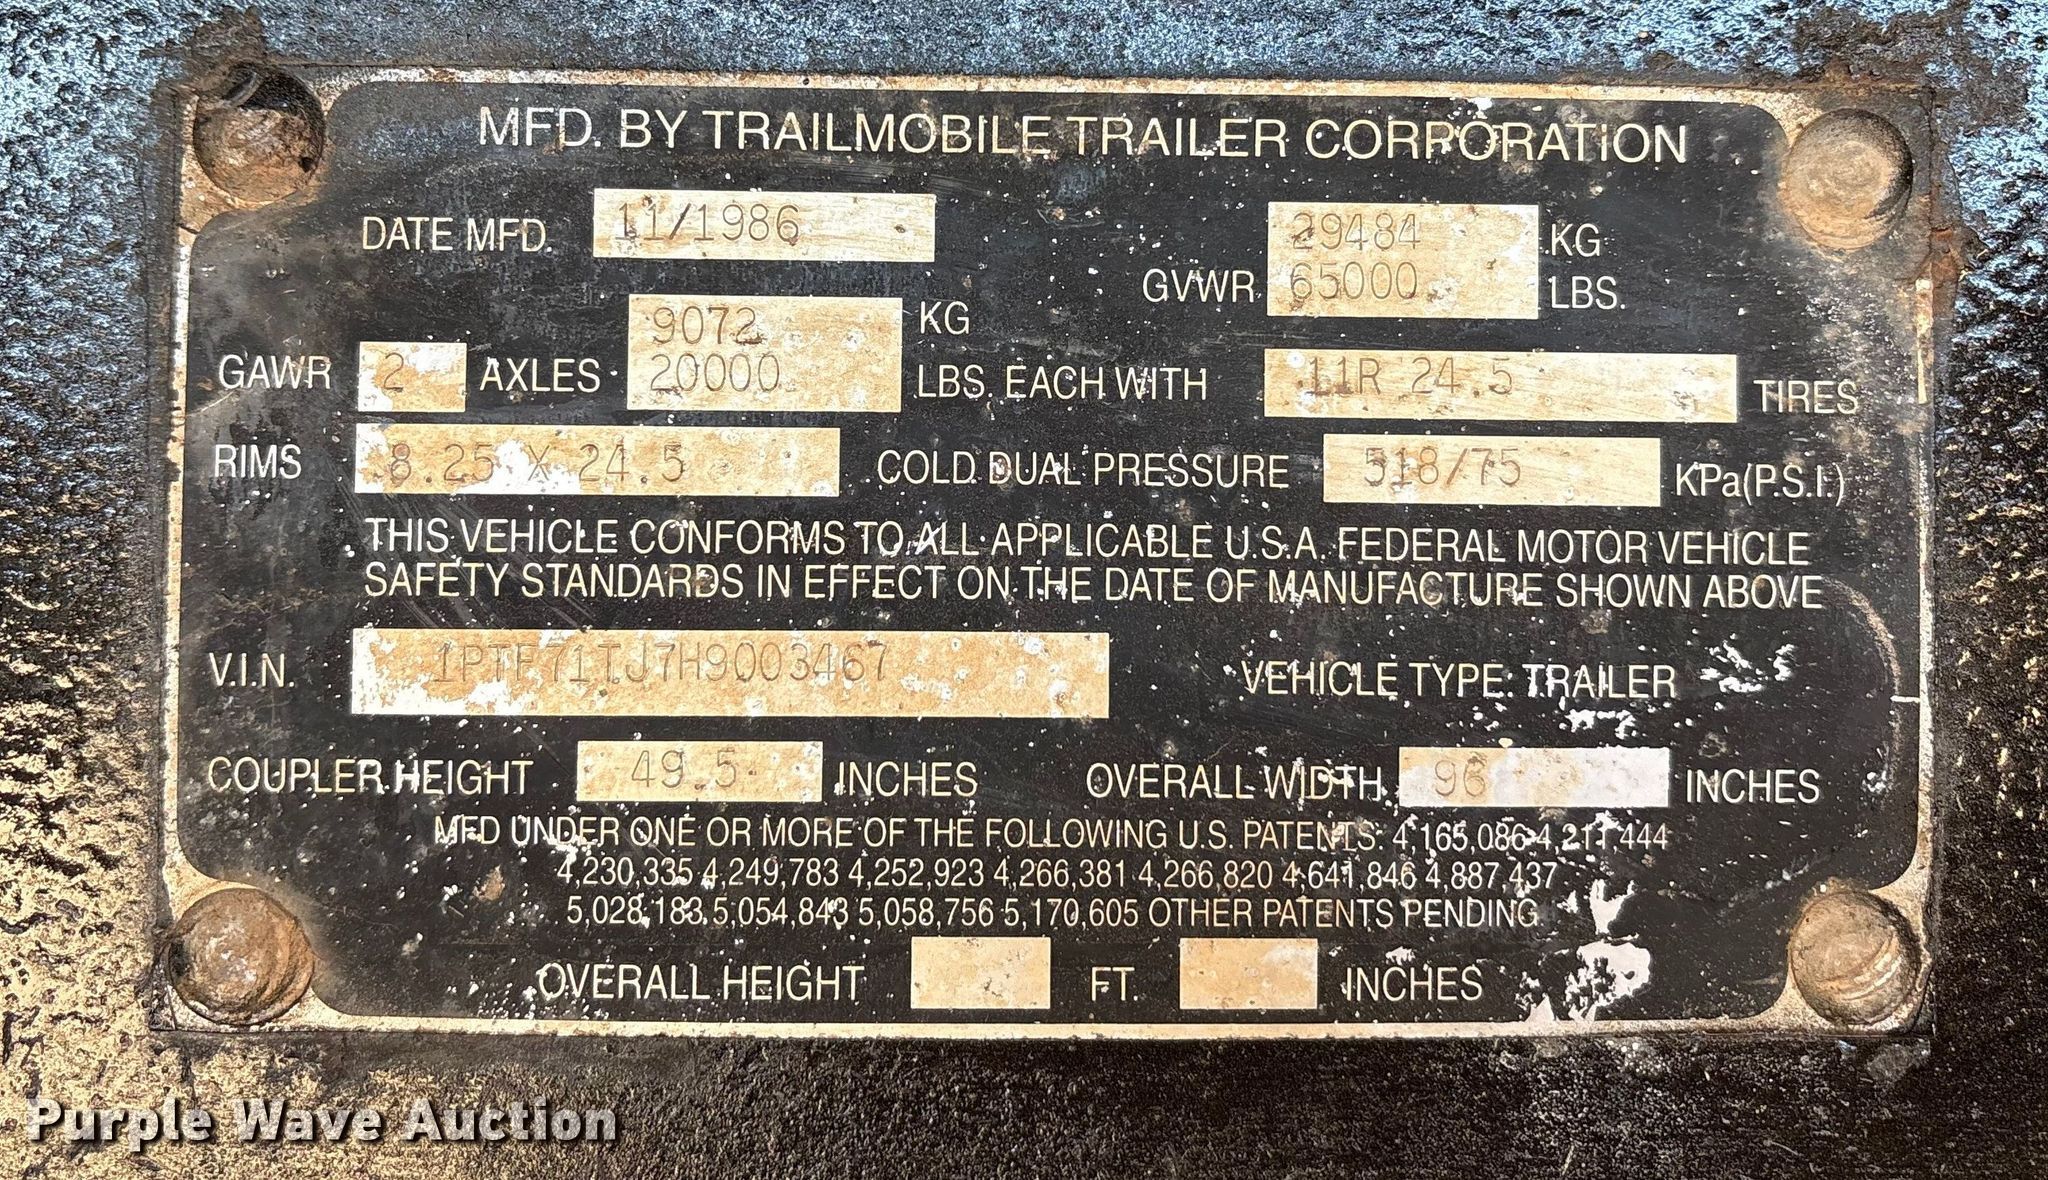 MFD. BY TRAILMOBILE TRAILER CORPORATION
DATE MFD. 11/1986
29484 KG
GVWR 65000 LBS.
9072 KG
GAWR 2 AXLES 20000 LBS. EACH WITH 11R 24.5 TIRES
RIMS 8.25 X 24.5 COLD DUAL PRESSURE 518/75 KPa(P.S.I.)
THIS VEHICLE CONFORMS TO ALL APPLICABLE U.S.A. FEDERAL MOTOR VEHICLE
SAFETY STANDARDS IN EFFECT ON THE DATE OF MANUFACTURE SHOWN ABOVE
V.I.N. 1PTF71TJ7H9003467 VEHICLE TYPE: TRAILER
COUPLER HEIGHT 49.5 INCHES OVERALL WIDTH 96 INCHES
MFD UNDER ONE OR MORE OF THE FOLLOWING U.S. PATENTS: 4,165,086 4,211,444
4,230,335 4,249,783 4,252,923 4,266,381 4,266,820 4,641,846 4,887,437
5,028,183 5,054,843 5,058,756 5,170,605 OTHER PATENTS PENDING
OVERALL HEIGHT FT. INCHES
Purple Wave Auction